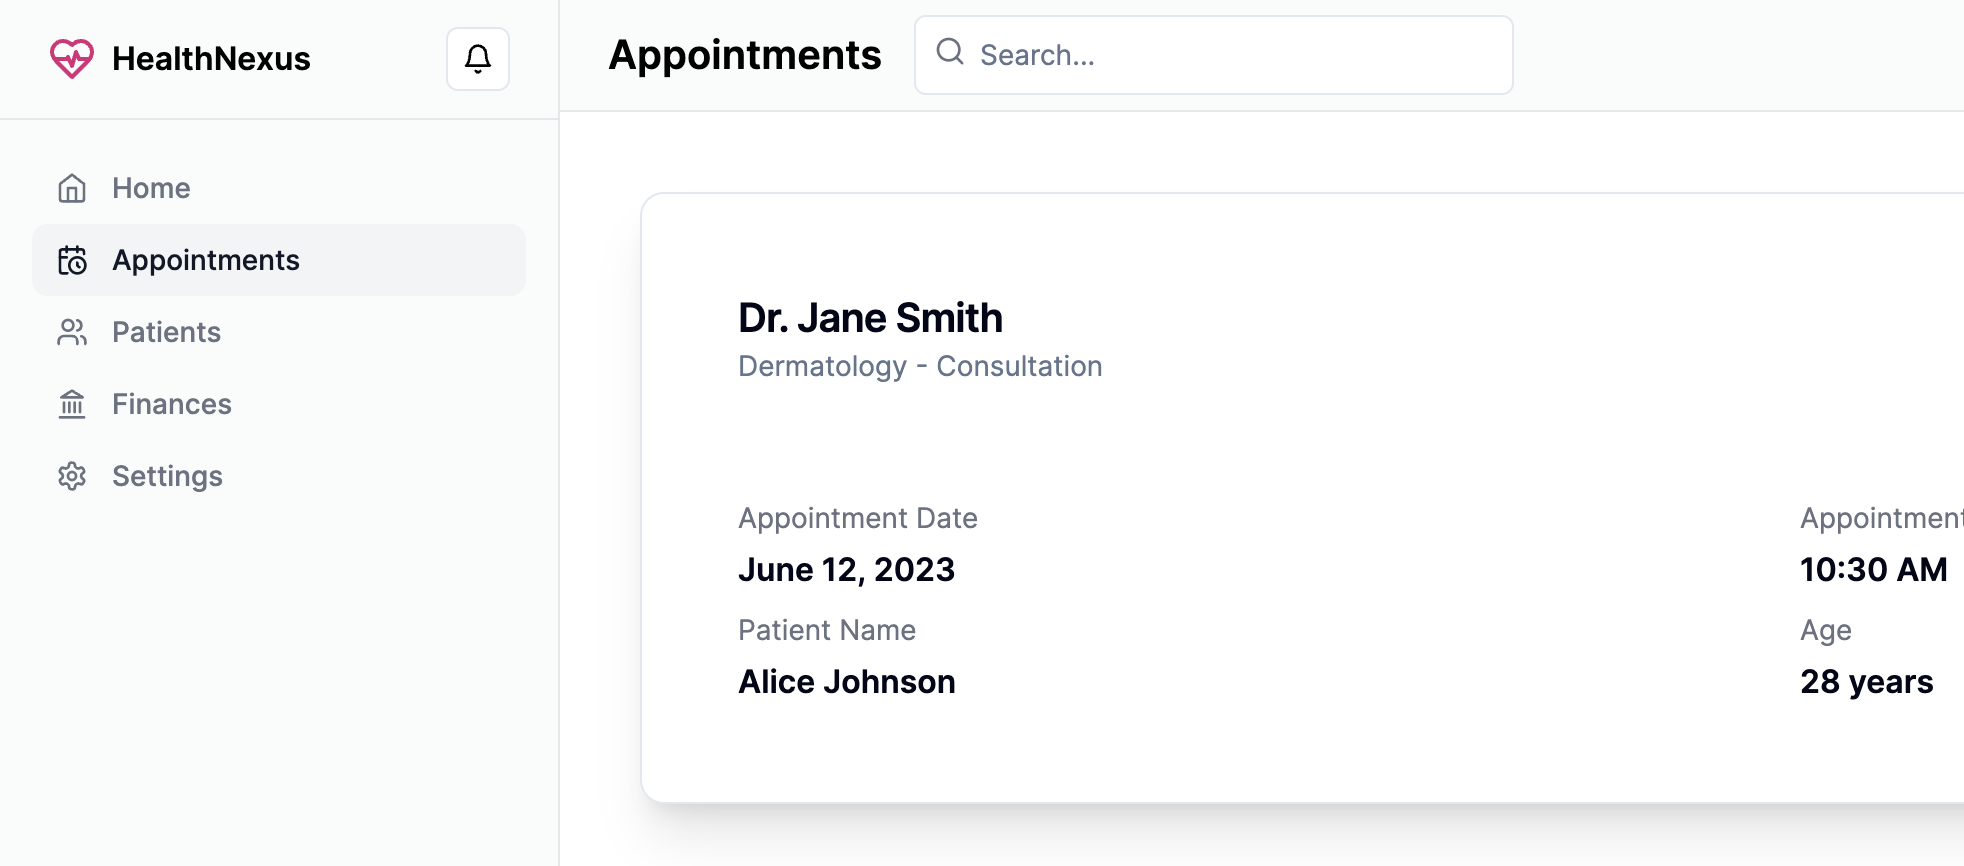 HealthNexus
Home
Appointments
Patients
Finances
Settings
Appointments
Search...
Dr. Jane Smith
Dermatology - Consultation
Appointment Date
June 12, 2023
Appointment
10:30 AM
Patient Name
Alice Johnson
Age
28 years